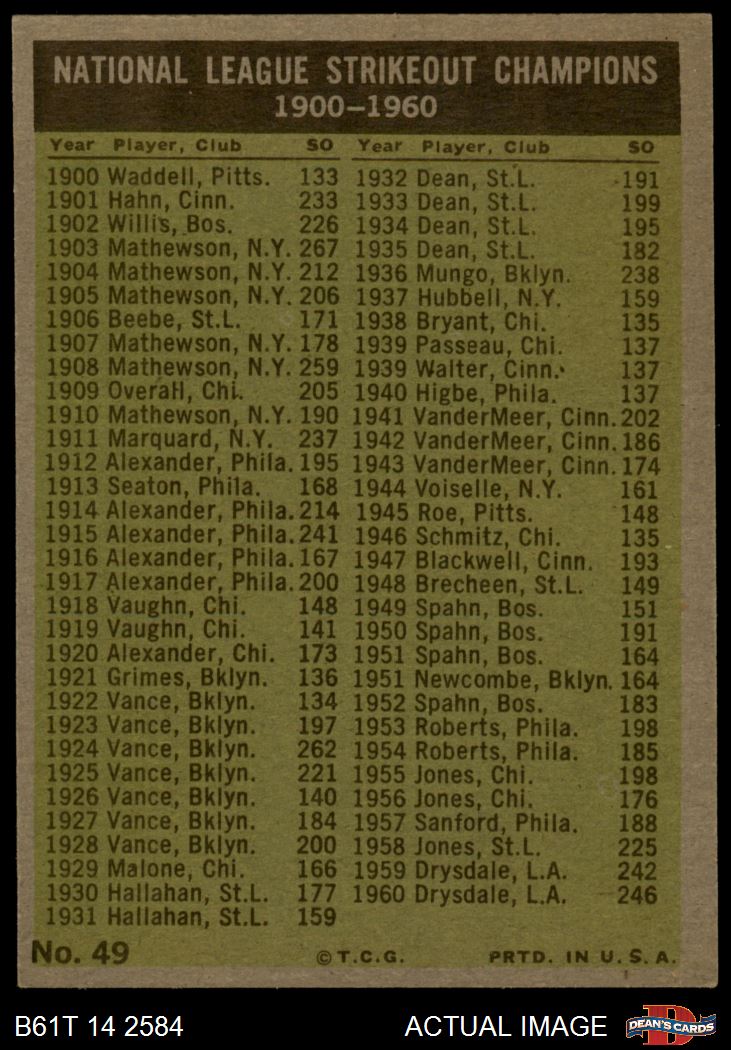 NATIONAL LEAGUE STRIKEOUT CHAMPIONS
1900–1960
Year Player, Club SO
1900 Waddell, Pitts. 133
1901 Hahn, Cinn. 233
1902 Willis, Bos. 226
1903 Mathewson, N.Y. 267
1904 Mathewson, N.Y. 212
1905 Mathewson, N.Y. 206
1906 Beebe, St.L. 171
1907 Mathewson, N.Y. 178
1908 Mathewson, N.Y. 259
1909 Overall, Chi. 205
1910 Mathewson, N.Y. 190
1911 Marquard, N.Y. 237
1912 Alexander, Phila. 195
1913 Seaton, Phila. 168
1914 Alexander, Phila. 214
1915 Alexander, Phila. 241
1916 Alexander, Phila. 167
1917 Alexander, Phila. 200
1918 Vaughn, Chi. 148
1919 Vaughn, Chi. 141
1920 Alexander, Chi. 173
1921 Grimes, Bklyn. 136
1922 Vance, Bklyn. 134
1923 Vance, Bklyn. 197
1924 Vance, Bklyn. 262
1925 Vance, Bklyn. 221
1926 Vance, Bklyn. 140
1927 Vance, Bklyn. 184
1928 Vance, Bklyn. 200
1929 Malone, Chi. 166
1930 Hallahan, St.L. 177
1931 Hallahan, St.L. 159
Year Player, Club SO
1932 Dean, St.L. 191
1933 Dean, St.L. 199
1934 Dean, St.L. 195
1935 Dean, St.L. 182
1936 Mungo, Bklyn. 238
1937 Hubbell, N.Y. 159
1938 Bryant, Chi. 135
1939 Passeau, Chi. 137
1939 Walter, Cinn. 137
1940 Higbe, Phila. 137
1941 VanderMeer, Cinn. 202
1942 VanderMeer, Cinn. 186
1943 VanderMeer, Cinn. 174
1944 Voiselle, N.Y. 161
1945 Roe, Pitts. 148
1946 Schmitz, Chi. 135
1947 Blackwell, Cinn. 193
1948 Brecheen, St.L. 149
1949 Spahn, Bos. 151
1950 Spahn, Bos. 191
1951 Spahn, Bos. 164
1951 Newcombe, Bklyn. 164
1952 Spahn, Bos. 183
1953 Roberts, Phila. 198
1954 Roberts, Phila. 185
1955 Jones, Chi. 198
1956 Jones, Chi. 176
1957 Sanford, Phila. 188
1958 Jones, St.L. 225
1959 Drysdale, L.A. 242
1960 Drysdale, L.A. 246
No. 49 © T.C.G. PRTD. IN U.S.A.
B61T 14 2584 ACTUAL IMAGE D DEAN'S CARDS